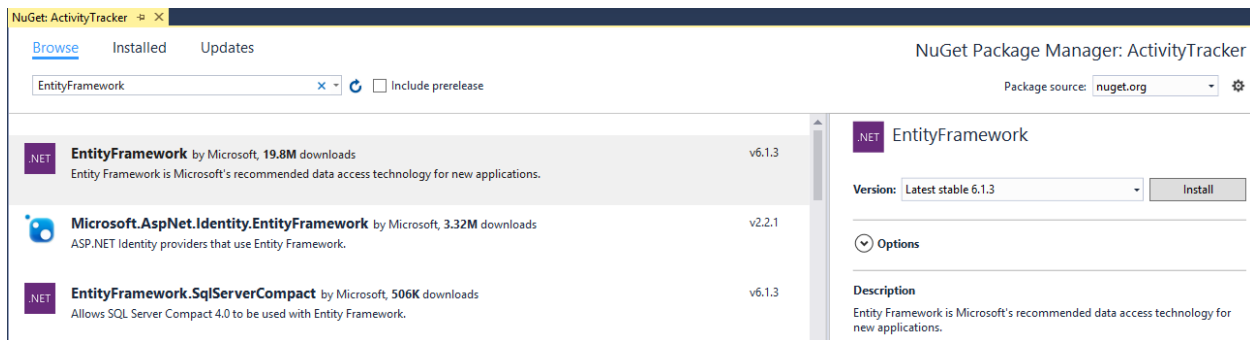 NuGet: ActivityTracker
Browse Installed Updates
NuGet Package Manager: ActivityTracker
EntityFramework
Include prerelease
Package source: nuget.org
.NET
EntityFramework by Microsoft, 19.8M downloads
v6.1.3
Entity Framework is Microsoft's recommended data access technology for new applications.
Microsoft.AspNet.Identity.EntityFramework by Microsoft, 3.32M downloads
v2.2.1
ASP.NET Identity providers that use Entity Framework.
.NET
EntityFramework.SqlServerCompact by Microsoft, 506K downloads
v6.1.3
Allows SQL Server Compact 4.0 to be used with Entity Framework.
.NET
EntityFramework
Version: Latest stable 6.1.3
Install
Options
Description
Entity Framework is Microsoft's recommended data access technology for
new applications.